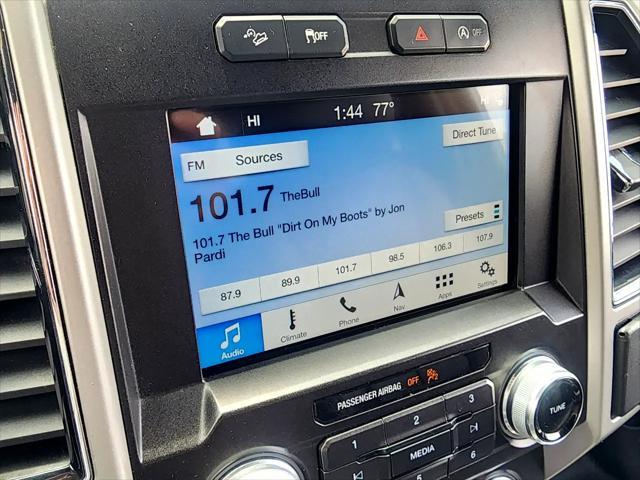 OFF
OFF
HI 1:44 77° HI
FM Sources
Direct Tune
101.7 TheBull
101.7 The Bull "Dirt On My Boots" by Jon
Pardi
Presets
87.9 89.9 101.7 98.5 106.3 107.9
Audio Climate Phone Nav Apps Settings
PASSENGER AIRBAG OFF
1 2 3
MEDIA
6
TUNE